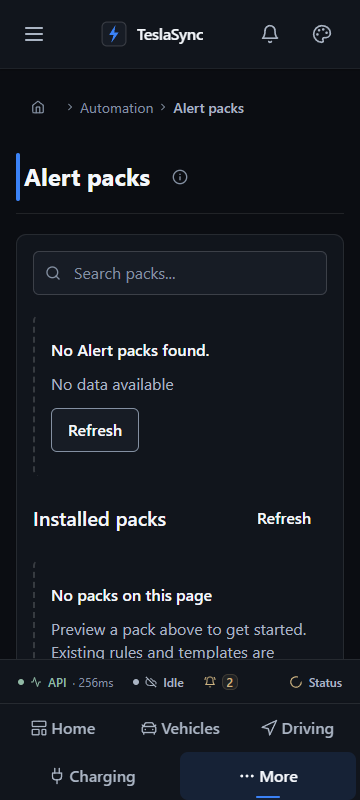 TeslaSync
Automation > Alert packs
Alert packs
Search packs...
No Alert packs found.
No data available
Refresh
Installed packs Refresh
No packs on this page
Preview a pack above to get started.
Existing rules and templates are
API · 256ms Idle 2 Status
Home Vehicles Driving
Charging ··· More